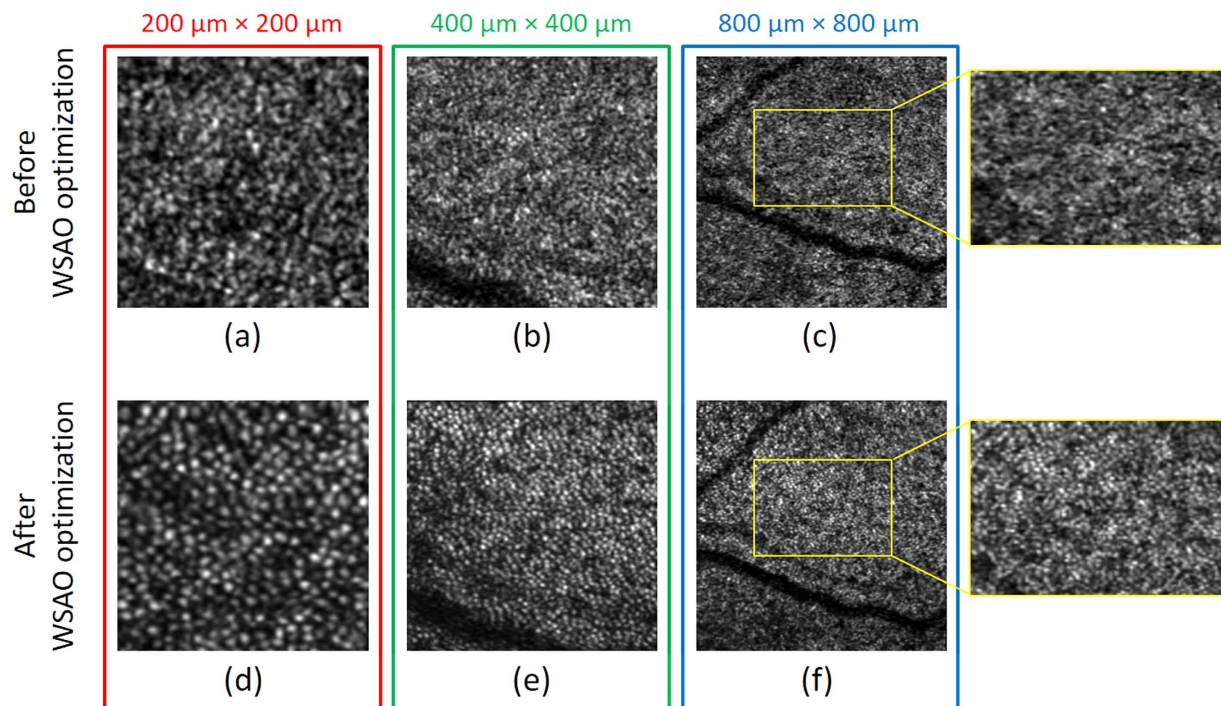 200 µm × 200 µm
400 µm × 400 µm
800 µm × 800 µm
Before
WSAO optimization
(a)
(b)
(c)
After
WSAO optimization
(d)
(e)
(f)